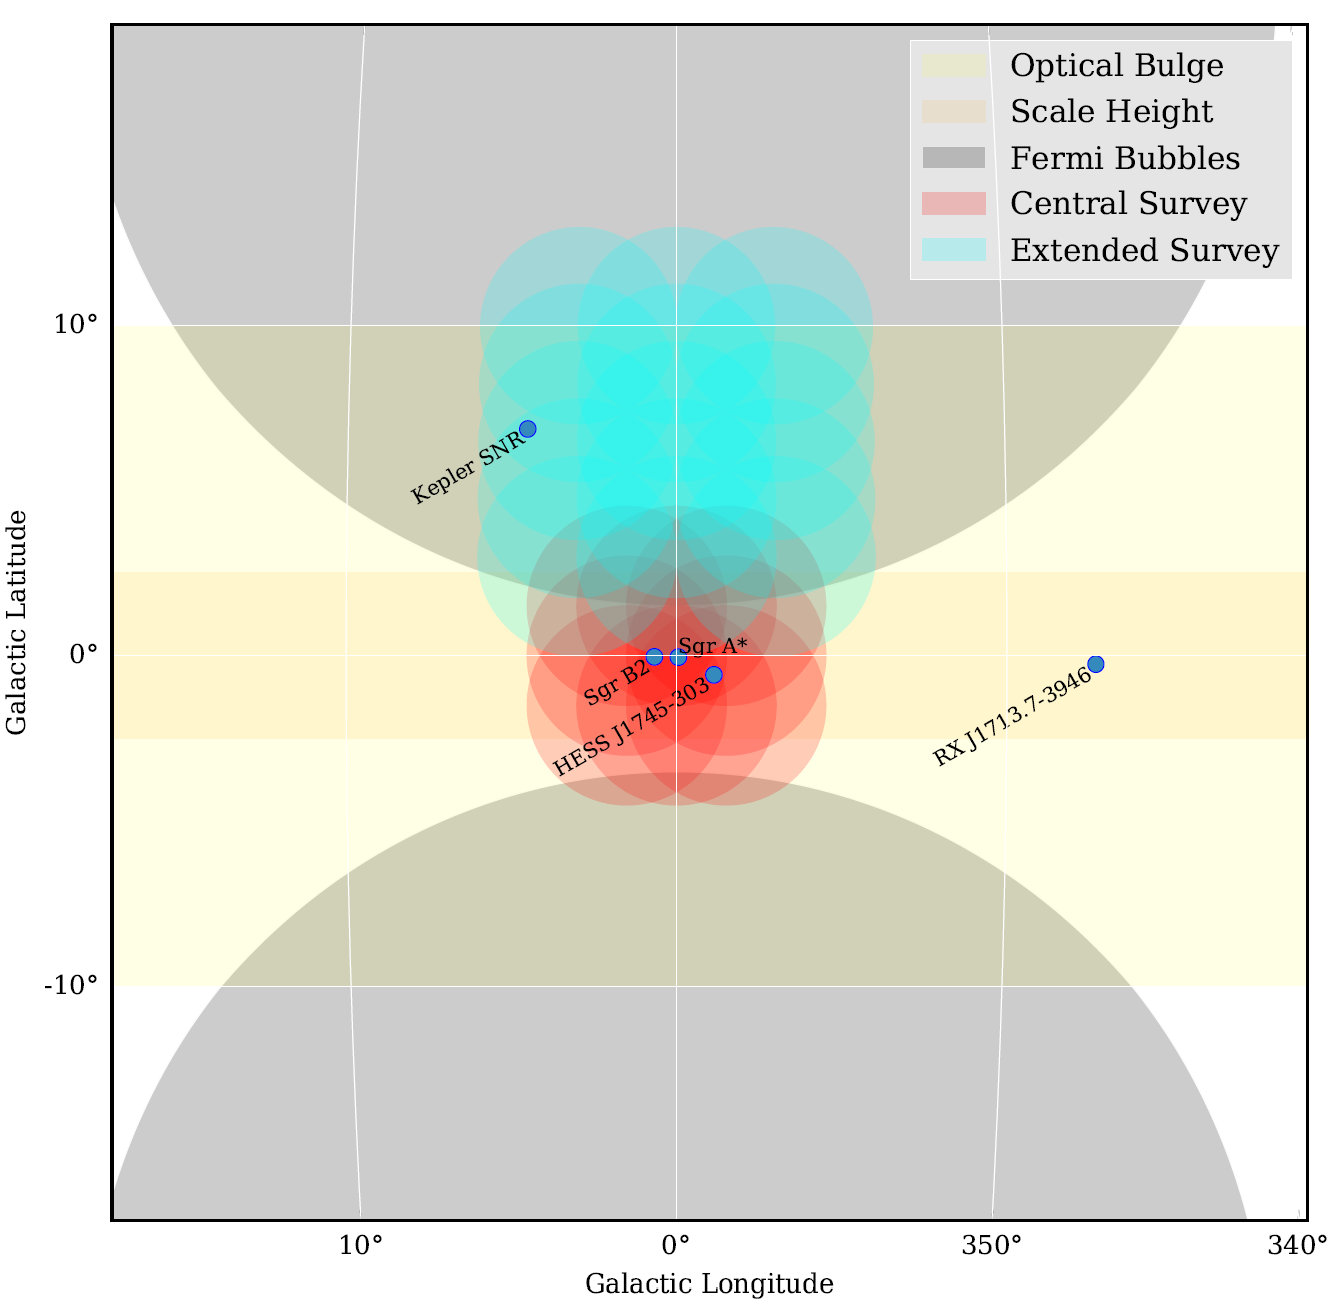 Optical Bulge
Scale Height
Fermi Bubbles
Central Survey
Extended Survey
10°
Kepler SNR
Galactic Latitude
0°
Sgr A*
Sgr B2
HESS J1745-303
RX J1713.7-3946
-10°
10°
0°
350°
340°
Galactic Longitude